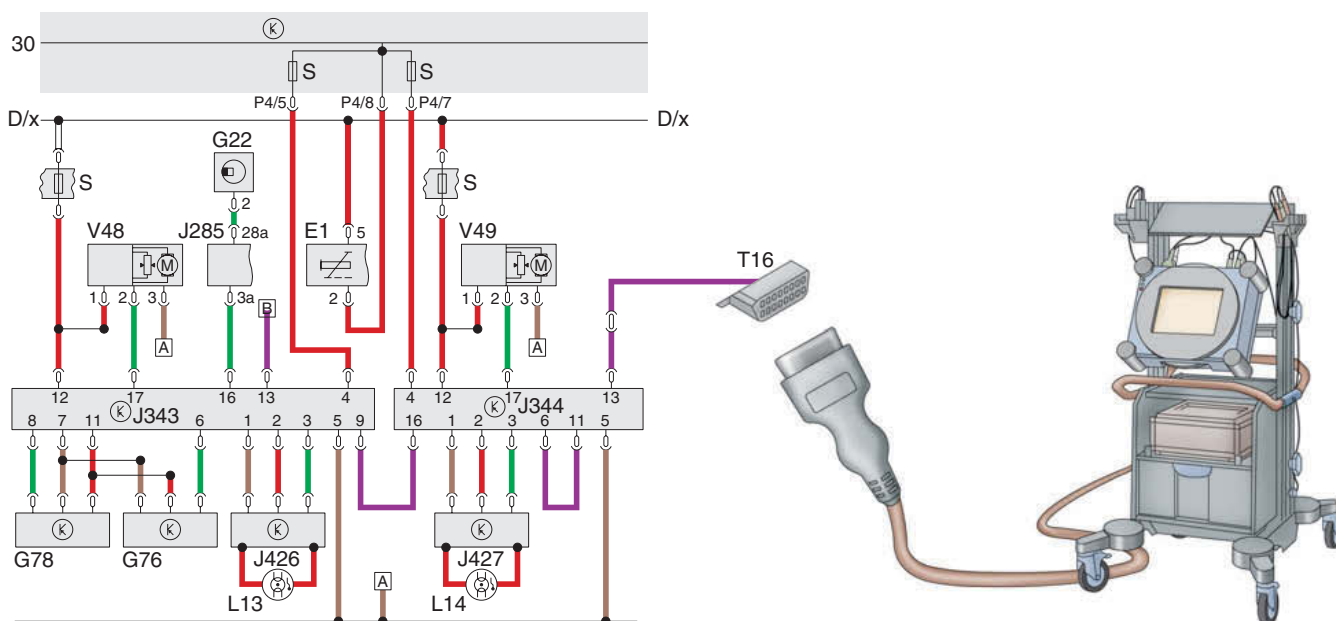 30
K
S S
P4/5 P4/8 P4/7
D/x D/x
G22
S 2 S
V48 J285 28a E1 5 V49
M M
T16
1 2 3 3a 2 1 2 3
B
A A
12 17 16 13 4 4 12 17 13
K J343 K J344
8 7 11 6 1 2 3 5 9 16 1 2 3 6 11 5
K K K K
G78 G76 J426 J427
A
L13 L14